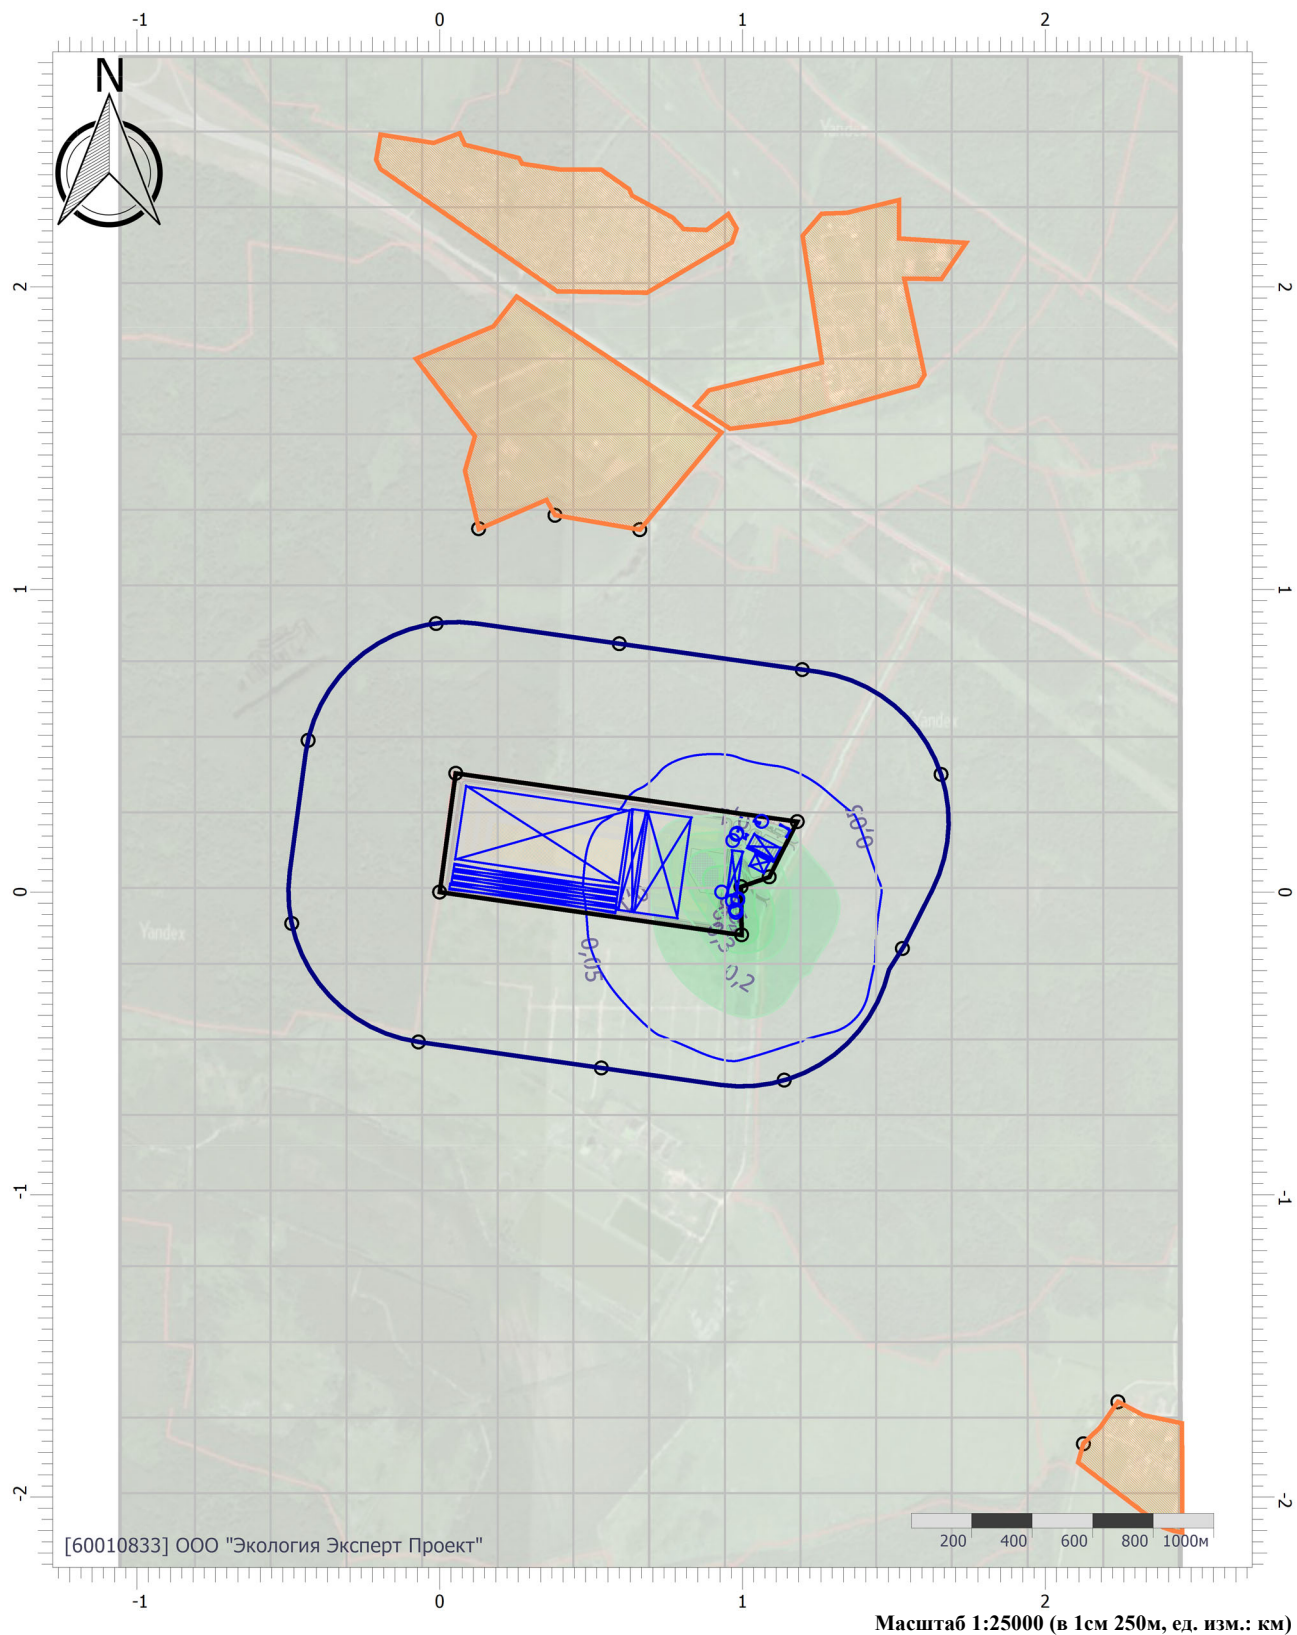 -1 0 1 2
N
Yandex
2 2
1 1
Yandex
0,05
0 0
Yandex
0,3
0,05
0,2
-1 -1
-2 -2
200 400 600 800 1000м
[60010833] ООО "Экология Эксперт Проект"
-1 0 1 2
Масштаб 1:25000 (в 1см 250м, ед. изм.: км)